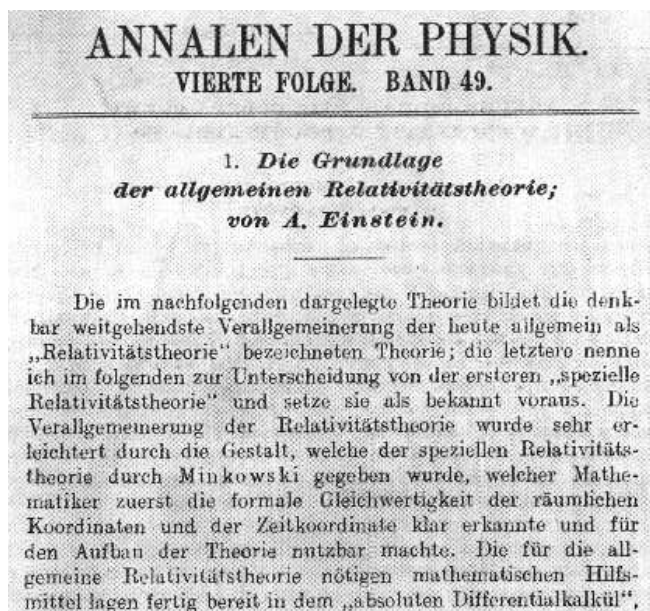 ANNALEN DER PHYSIK.
VIERTE FOLGE. BAND 49.
1. Die Grundlage
der allgemeinen Relativitätstheorie;
von A. Einstein.
Die im nachfolgenden dargelegte Theorie bildet die denk-
bar weitgehendste Verallgemeinerung der heute allgemein als
„Relativitätstheorie“ bezeichneten Theorie; die letztere nenne
ich im folgenden zur Unterscheidung von der ersteren „spezielle
Relativitätstheorie“ und setze sie als bekannt voraus. Die
Verallgemeinerung der Relativitätstheorie wurde sehr er-
leichtert durch die Gestalt, welche der speziellen Relativitäts-
theorie durch Minkowski gegeben wurde, welcher Mathe-
matiker zuerst die formale Gleichwertigkeit der räumlichen
Koordinaten und der Zeitkoordinate klar erkannte und für
den Aufbau der Theorie nutzbar machte. Die für die all-
gemeine Relativitätstheorie nötigen mathematischen Hilfs-
mittel lagen fertig bereit in dem „absoluten Differentialkalkül“,